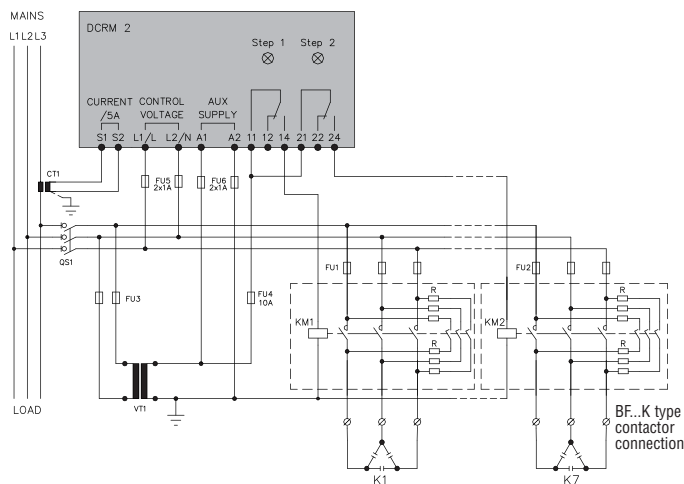 MAINS
L1 L2 L3
DCRM 2
Step 1 Step 2
CURRENT
/5A
CONTROL
VOLTAGE
AUX
SUPPLY
S1 S2 L1/L L2/N A1 A2 11 12 14 21 22 24
CT1
FU5
2x1A
FU6
2x1A
QS1
FU3
FU4
10A
FU1
FU2
R
R
KM1
KM2
R
R
LOAD
VT1
K1
K7
BF...K type
contactor
connection